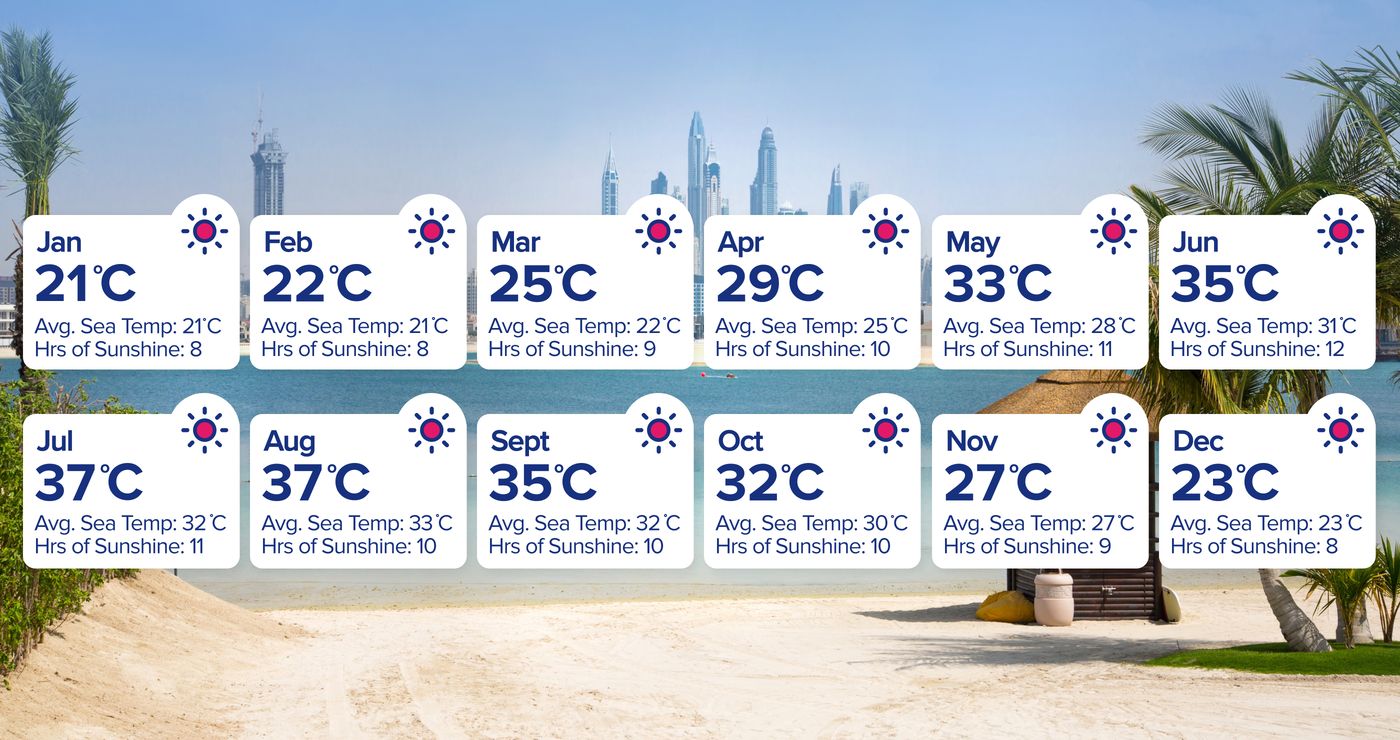 Jan
21°C
Avg. Sea Temp: 21°C
Hrs of Sunshine: 8
Feb
22°C
Avg. Sea Temp: 21°C
Hrs of Sunshine: 8
Mar
25°C
Avg. Sea Temp: 22°C
Hrs of Sunshine: 9
Apr
29°C
Avg. Sea Temp: 25°C
Hrs of Sunshine: 10
May
33°C
Avg. Sea Temp: 28°C
Hrs of Sunshine: 11
Jun
35°C
Avg. Sea Temp: 31°C
Hrs of Sunshine: 12
Jul
37°C
Avg. Sea Temp: 32°C
Hrs of Sunshine: 11
Aug
37°C
Avg. Sea Temp: 33°C
Hrs of Sunshine: 10
Sept
35°C
Avg. Sea Temp: 32°C
Hrs of Sunshine: 10
Oct
32°C
Avg. Sea Temp: 30°C
Hrs of Sunshine: 10
Nov
27°C
Avg. Sea Temp: 27°C
Hrs of Sunshine: 9
Dec
23°C
Avg. Sea Temp: 23°C
Hrs of Sunshine: 8